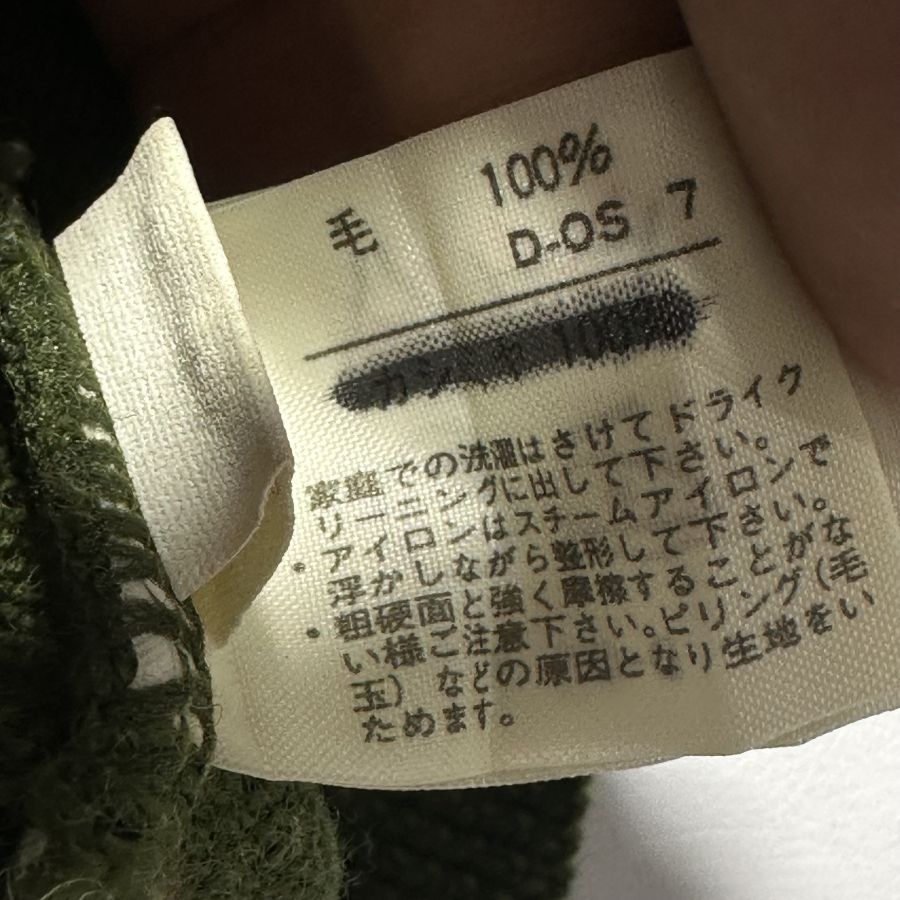 毛 100%
D-OS 7
家庭での洗濯はさけてドライク
リーニングに出して下さい。
・アイロンはスチームアイロンで
浮かしながら整形して下さい。
・粗硬面と強く摩擦することがな
い様ご注意下さい。ピリング(毛
玉) などの原因となり生地をい
ためます。